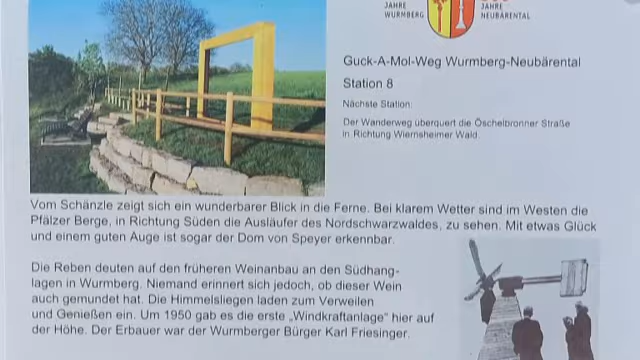 JAHRE
WURMBERG
JAHRE
NEUBÄRENTAL
Guck-A-Mol-Weg Wurmberg-Neubärental
Station 8
Nächste Station:
Der Wanderweg überquert die Öschelbronner Straße
in Richtung Wiernsheimer Wald.
Vom Schänzle zeigt sich ein wunderbarer Blick in die Ferne. Bei klarem Wetter sind im Westen die
Pfälzer Berge, in Richtung Süden die Ausläufer des Nordschwarzwaldes, zu sehen. Mit etwas Glück
und einem guten Auge ist sogar der Dom von Speyer erkennbar.
Die Reben deuten auf den früheren Weinanbau an den Südhang-
lagen in Wurmberg. Niemand erinnert sich jedoch, ob dieser Wein
auch gemundet hat. Die Himmelsliegen laden zum Verweilen
und Genießen ein. Um 1950 gab es die erste „Windkraftanlage" hier auf
der Höhe. Der Erbauer war der Wurmberger Bürger Karl Friesinger.